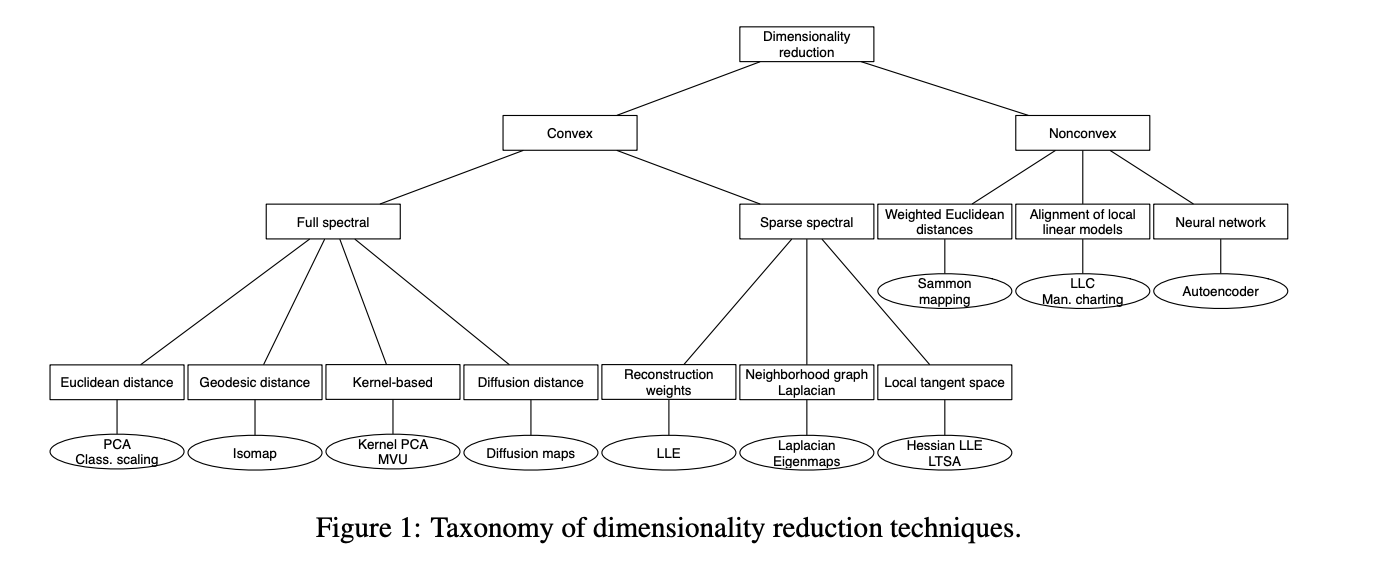 Dimensionality
reduction
Convex
Nonconvex
Full spectral
Sparse spectral
Weighted Euclidean
distances
Alignment of local
linear models
Neural network
Sammon
mapping
LLC
Man. charting
Autoencoder
Euclidean distance
Geodesic distance
Kernel-based
Diffusion distance
Reconstruction
weights
Neighborhood graph
Laplacian
Local tangent space
PCA
Class. scaling
Isomap
Kernel PCA
MVU
Diffusion maps
LLE
Laplacian
Eigenmaps
Hessian LLE
LTSA
Figure 1: Taxonomy of dimensionality reduction techniques.